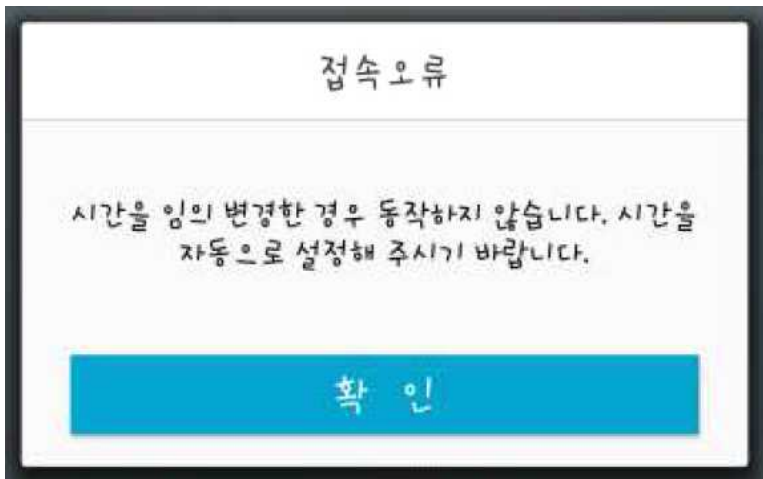 접속오류
시간을 임의 변경한 경우 동작하지 않습니다. 시간을
자동으로 설정해 주시기 바랍니다.
확 인